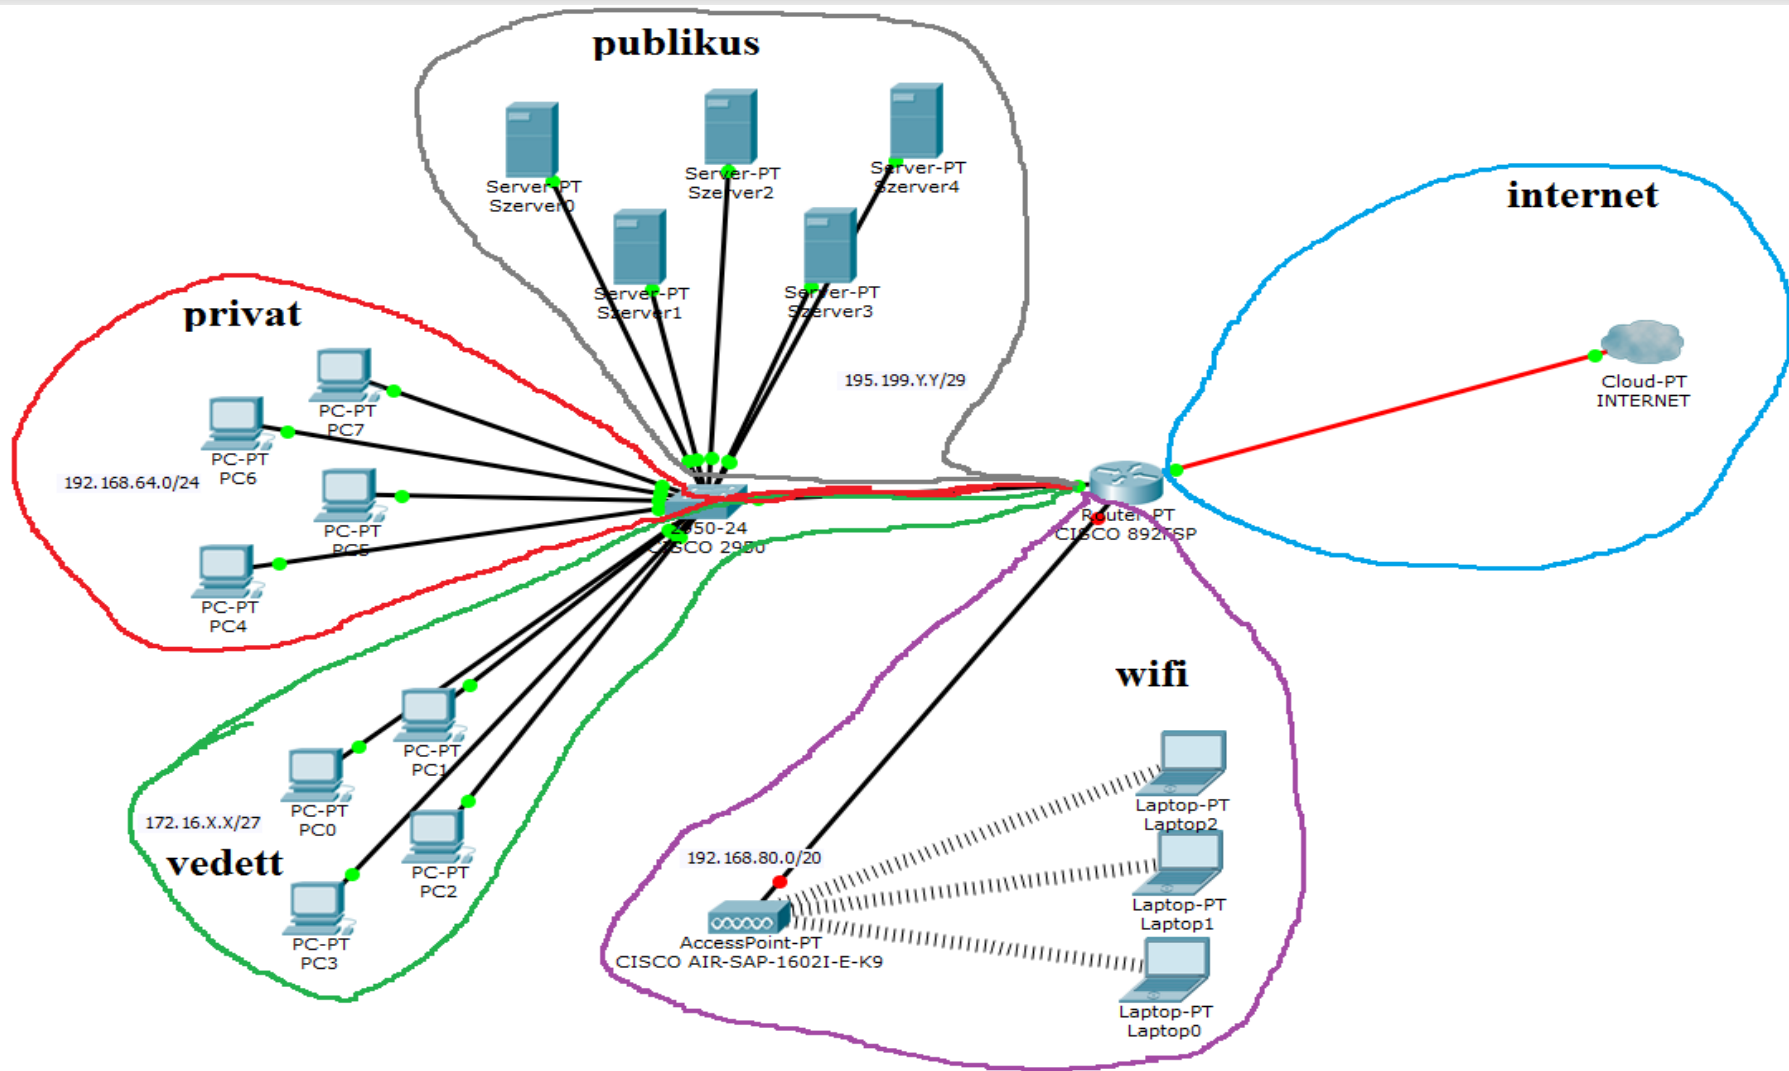 publikus
Server-PT
Szerver0
Server-PT
Szerver2
Server-PT
Szerver4
Server-PT
Szerver1
Server-PT
Szerver3
195.199.Y.Y/29
internet
Cloud-PT
INTERNET
privat
PC-PT
PC7
PC-PT
PC6
192.168.64.0/24
PC-PT
PC5
PC-PT
PC4
2950-24
CISCO 2950
Router-PT
CISCO 892FSP
PC-PT
PC1
PC-PT
PC0
172.16.X.X/27
vedett
PC-PT
PC2
PC-PT
PC3
wifi
192.168.80.0/20
AccessPoint-PT
CISCO AIR-SAP-1602I-E-K9
Laptop-PT
Laptop2
Laptop-PT
Laptop1
Laptop-PT
Laptop0